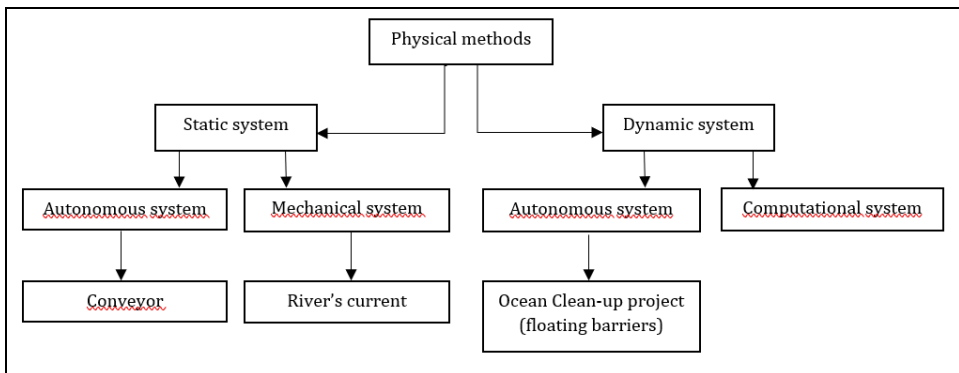 Physical methods
Static system
Dynamic system
Autonomous system
Mechanical system
Autonomous system
Computational system
Conveyor
River's current
Ocean Clean-up project
(floating barriers)